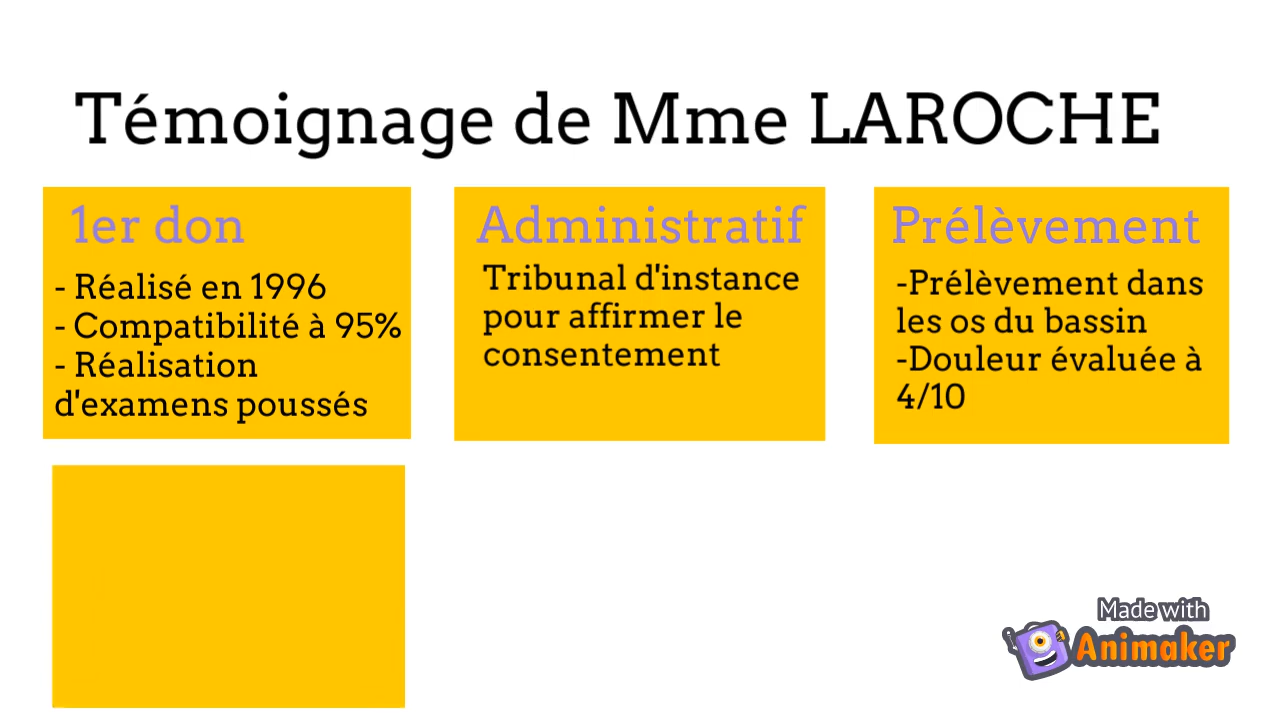 Témoignage de Mme LAROCHE
1er don
- Réalisé en 1996
- Compatibilité à 95%
- Réalisation
d'examens poussés
Administratif
Tribunal d'instance
pour affirmer le
consentement
Prélèvement
-Prélèvement dans
les os du bassin
-Douleur évaluée à
4/10
Made with
Animaker